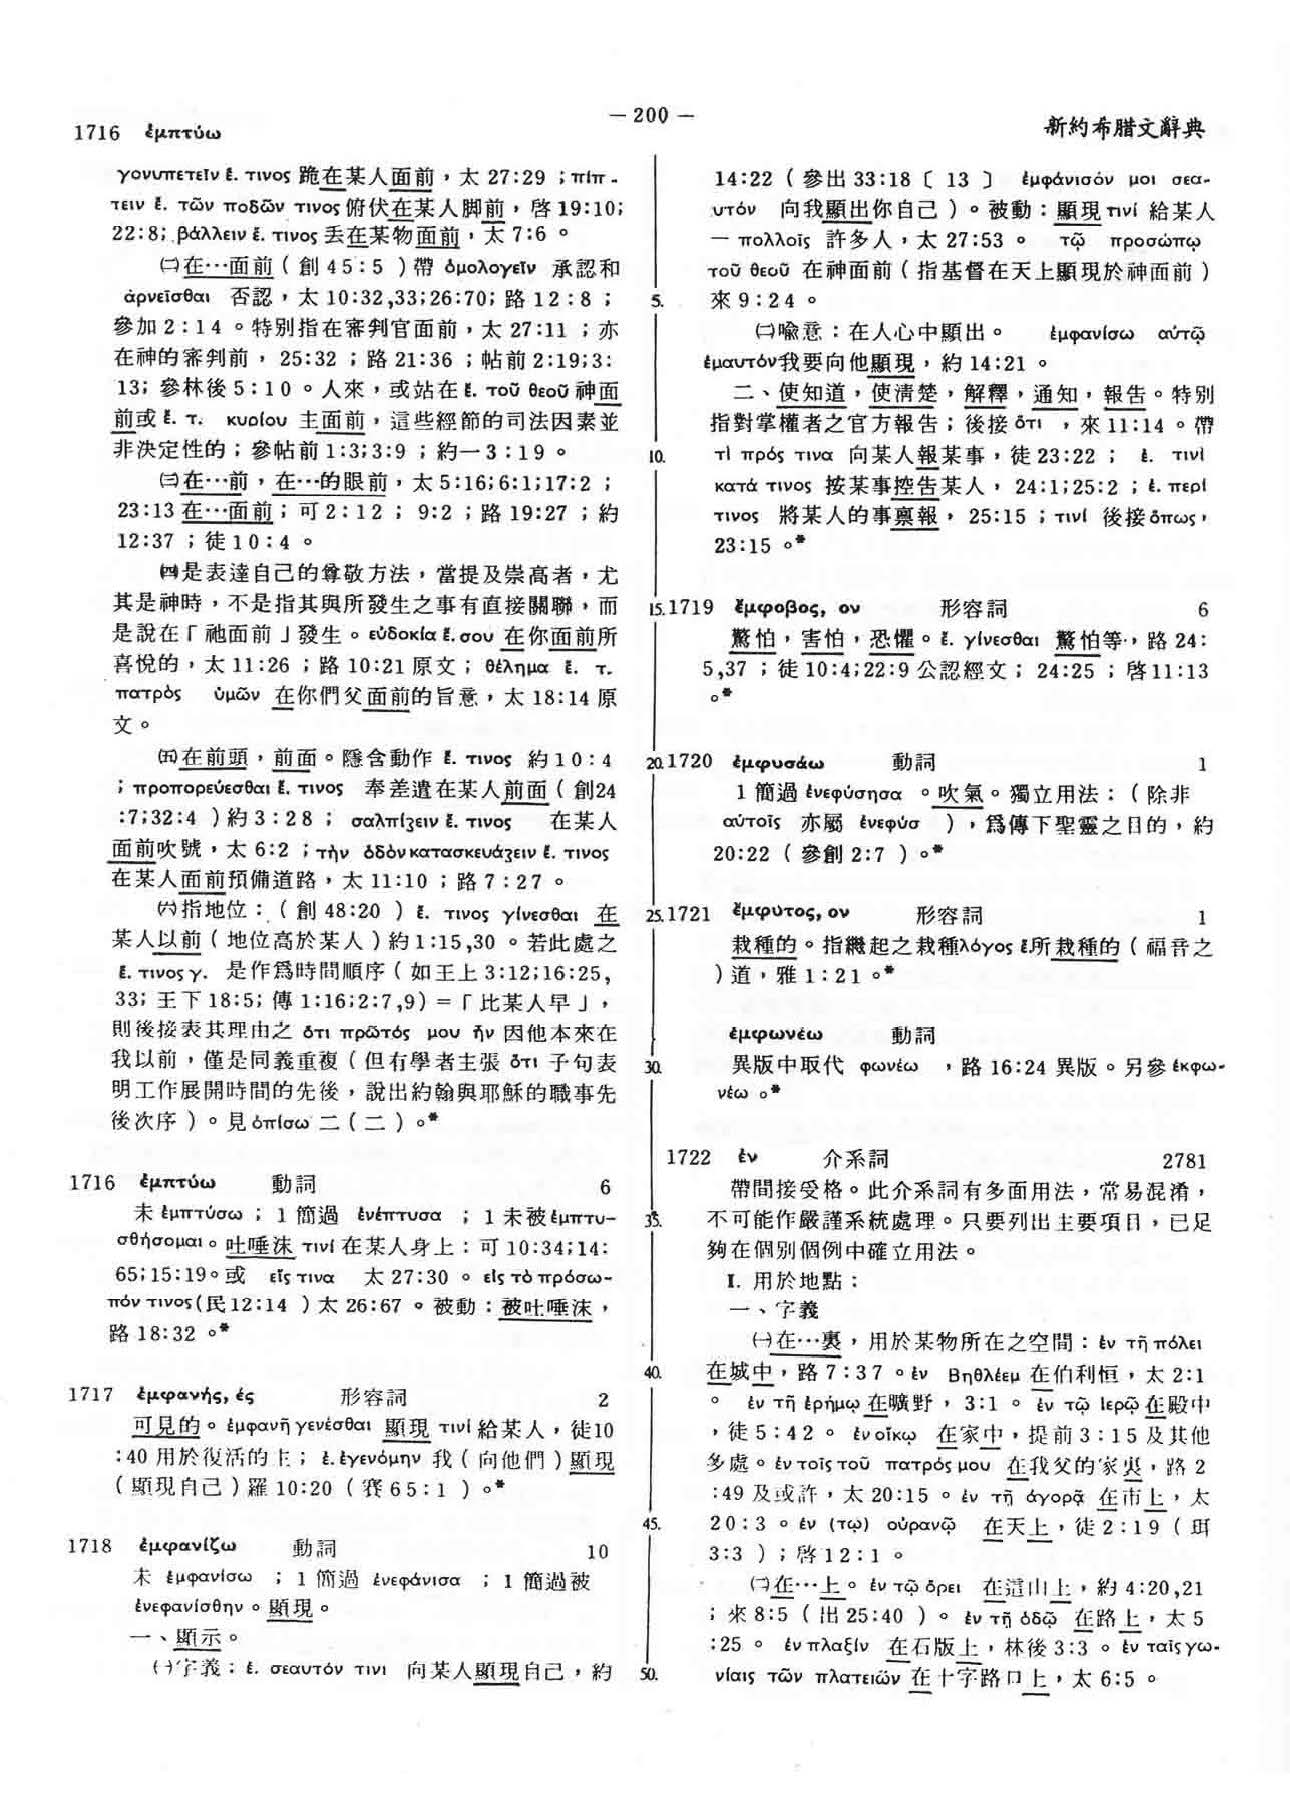 1716 ἐμπτύω
— 200 —
新約希腊文辭典
γονυπετεῖν ἔ. τινος 跪在某人面前，太 27:29；πίπ-
τειν ἔ. τῶν ποδῶν τινος 俯伏在某人脚前，啓 19:10;
22:8; βάλλειν ἔ. τινος 丢在某物面前，太 7:6。
㈡在…面前（創 45:5）帶 ὁμολογεῖν 承認和
ἀρνεῖσθαι 否認，太 10:32,33;26:70; 路 12:8；
參加 2:14。特別指在審判官面前，太 27:11；亦
在神的審判前，25:32；路 21:36；帖前 2:19;3:
13; 參林後 5:10。人來，或站在 ἔ. τοῦ θεοῦ 神面
前或 ἔ. τ. κυρίου 主面前，這些經節的司法因素並
非決定性的；參帖前 1:3;3:9；約一 3:19。
㈢在…前，在…的眼前，太 5:16;6:1;17:2；
23:13 在…面前；可 2:12；9:2；路 19:27；約
12:37；徒 10:4。
㈣是表達自己的尊敬方法，當提及崇高者，尤
其是神時，不是指其與所發生之事有直接關聯，而
是說在「祂面前」發生。εὐδοκία ἔ. σου 在你面前所
喜悅的，太 11:26；路 10:21 原文；θέλημα ἔ. τ.
πατρὸς ὑμῶν 在你們父面前的旨意，太 18:14 原
文。
㈤在前頭，前面。隱含動作 ἔ. τινος 約 10:4
；προπορεύεσθαι ἔ. τινος 奉差遣在某人前面（創24
:7;32:4）約 3:28；σαλπίζειν ἔ. τινος 在某人
面前吹號，太 6:2；τὴν ὁδὸν κατασκευάζειν ἔ. τινος
在某人面前預備道路，太 11:10；路 7:27。
㈥指地位：（創 48:20）ἔ. τινος γίνεσθαι 在
某人以前（地位高於某人）約 1:15,30。若此處之
ἔ. τινος γ. 是作爲時間順序（如王上 3:12;16:25,
33; 王下 18:5; 傳 1:16;2:7,9）=「比某人早」，
則後接表其理由之 ὅτι πρῶτός μου ἦν 因他本來在
我以前，僅是同義重複（但有學者主張 ὅτι 子句表
明工作展開時間的先後，說出約翰與耶穌的職事先
後次序）。見 ὀπίσω 二（二）。*
1716 ἐμπτύω 動詞 6
未 ἐμπτύσω；1 簡過 ἐνέπτυσα；1 未被 ἐμπτυ-
σθήσομαι。吐唾沫 τινί 在某人身上：可 10:34;14:
65;15:19。或 εἴς τινα 太 27:30。εἰς τὸ πρόσω-
πόν τινος (民 12:14）太 26:67。被動：被吐唾沫，
路 18:32。*
1717 ἐμφανής, ές 形容詞 2
可見的。ἐμφανῆ γενέσθαι 顯現 τινί 給某人，徒10
:40 用於復活的主；ἐ. ἐγενόμην 我（向他們）顯現
（顯現自己）羅 10:20（賽 65:1）。*
1718 ἐμφανίζω 動詞 10
未 ἐμφανίσω；1 簡過 ἐνεφάνισα；1 簡過被
ἐνεφανίσθην。顯現。
一、顯示。
㈠字義：ἐ. σεαυτόν τινι 向某人顯現自己，約
14:22（參出 33:18〔13〕ἐμφάνισόν μοι σεα-
υτόν 向我顯出你自己）。被動：顯現 τινί 給某人
— πολλοῖς 許多人，太 27:53。τῷ προσώπῳ
τοῦ θεοῦ 在神面前（指基督在天上顯現於神面前）
5. 來 9:24。
㈡喩意：在人心中顯出。ἐμφανίσω αὐτῷ
ἐμαυτόν 我要向他顯現，約 14:21。
二、使知道，使淸楚，解釋，通知，報告。特別
指對掌權者之官方報告；後接 ὅτι，來 11:14。帶
10. τὶ πρός τινα 向某人報某事，徒 23:22；ἐ. τινὶ
κατά τινος 按某事控告某人，24:1;25:2；ἐ. περί
τινος 將某人的事禀報，25:15；τινί 後接 ὅπως，
23:15。*
15. 1719 ἔμφοβος, ον 形容詞 6
驚怕，害怕，恐懼。ἔ. γίνεσθαι 驚怕等，路 24:
5,37；徒 10:4;22:9 公認經文；24:25；啓 11:13
。*
20. 1720 ἐμφυσάω 動詞 1
1 簡過 ἐνεφύσησα。吹氣。獨立用法：（除非
αὐτοῖς 亦屬 ἐνεφύσ），爲傳下聖靈之目的，約
20:22（參創 2:7）。*
25. 1721 ἔμφυτος, ον 形容詞 1
栽種的。指繼起之栽種 λόγος ἔ. 所栽種的（福音之
）道，雅 1:21。*
ἐμφωνέω 動詞
30. 異版中取代 φωνέω，路 16:24 異版。另參 ἐκφω-
νέω。*
1722 ἐν 介系詞 2781
帶間接受格。此介系詞有多面用法，常易混淆，
35. 不可能作嚴謹系統處理。只要列出主要項目，已足
夠在個別個例中確立用法。
I. 用於地點：
一、字義
㈠在…裏，用於某物所在之空間：ἐν τῇ πόλει
40. 在城中，路 7:37。ἐν Βηθλέεμ 在伯利恒，太 2:1
。ἐν τῇ ἐρήμῳ 在曠野，3:1。ἐν τῷ ἱερῷ 在殿中
，徒 5:42。ἐν οἴκῳ 在家中，提前 3:15 及其他
多處。ἐν τοῖς τοῦ πατρός μου 在我父的家裏，路 2
:49 及或許，太 20:15。ἐν τῇ ἀγορᾷ 在市上，太
45. 20:3。ἐν (τῷ) οὐρανῷ 在天上，徒 2:19（珥
3:3）；啓 12:1。
㈡在…上。ἐν τῷ ὄρει 在這山上，約 4:20,21
；來 8:5（出 25:40）。ἐν τῇ ὁδῷ 在路上，太 5
:25。ἐν πλαξίν 在石版上，林後 3:3。ἐν ταῖς γω-
50. νίαις τῶν πλατειῶν 在十字路口上，太 6:5。